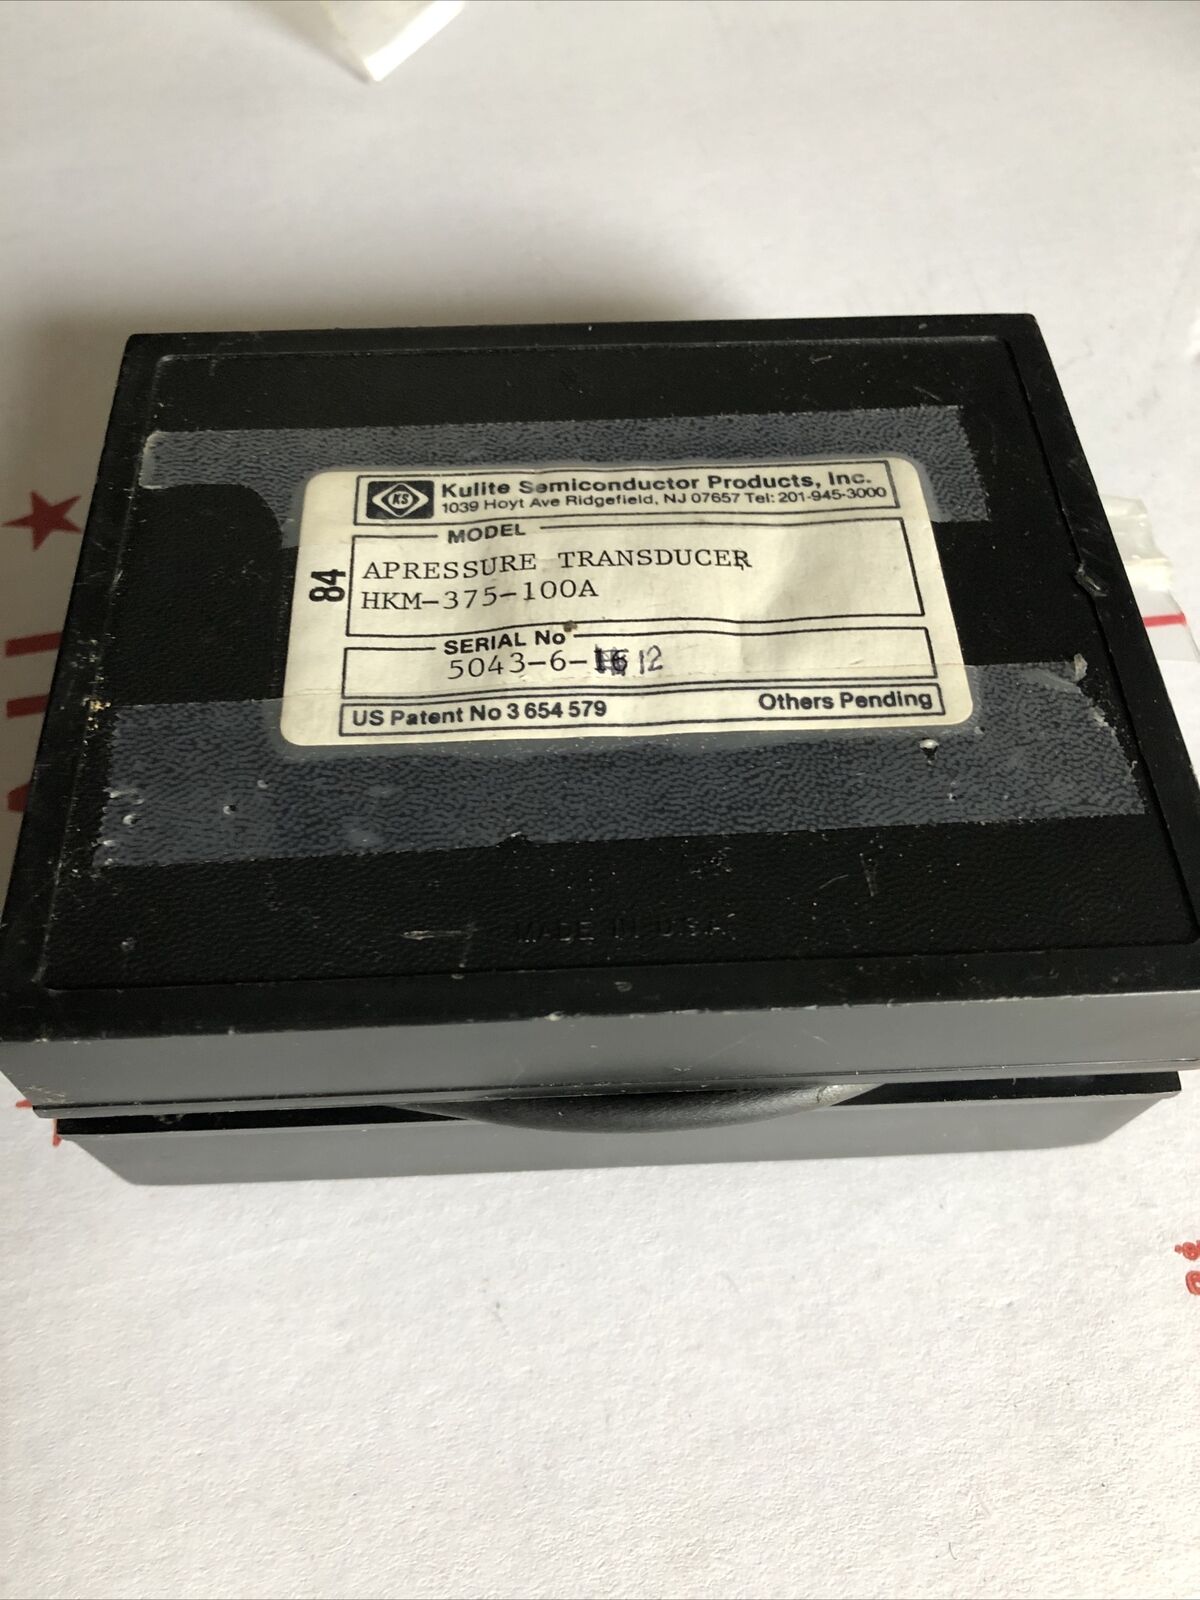 KS
Kulite Semiconductor Products, Inc.
1039 Hoyt Ave Ridgefield, NJ 07657 Tel: 201-945-3000
MODEL
APRESSURE TRANSDUCER
HKM-375-100A
84
SERIAL No
5043-6-16 12
US Patent No 3 654 579 Others Pending
MADE IN U.S.A.